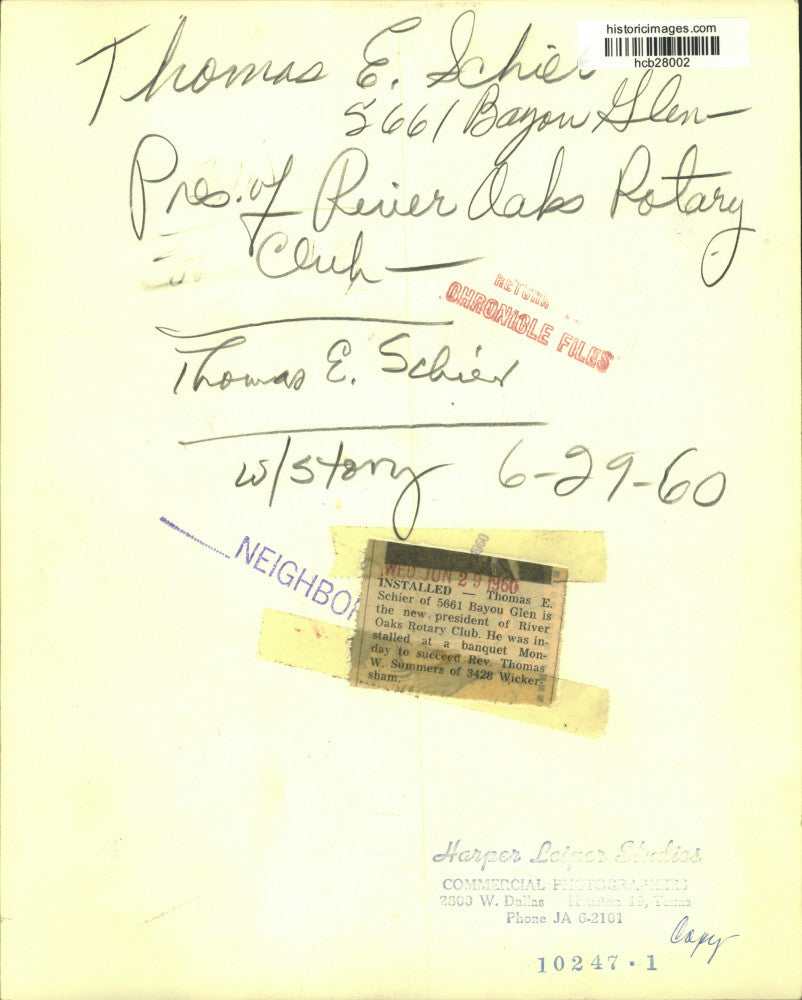 historicimages.com
hcb28002
Thomas E. Schier
5661 Bayou Glen—
Pres. of River Oaks Rotary
Club—
RETURN
CHRONICLE FILES
Thomas E. Schier
w/story 6-29-60
NEIGHBOR
1960
WED JUN 29 1960
INSTALLED — Thomas E.
Schier of 5661 Bayou Glen is
the new president of River
Oaks Rotary Club. He was in-
stalled at a banquet Mon-
day to succeed Rev. Thomas
W. Summers of 3428 Wicker-
sham.
Harper Leiper Studios
COMMERCIAL PHOTOGRAPHERS
2800 W. Dallas Houston 19, Texas
Phone JA 6-2101
Copy
10247·1